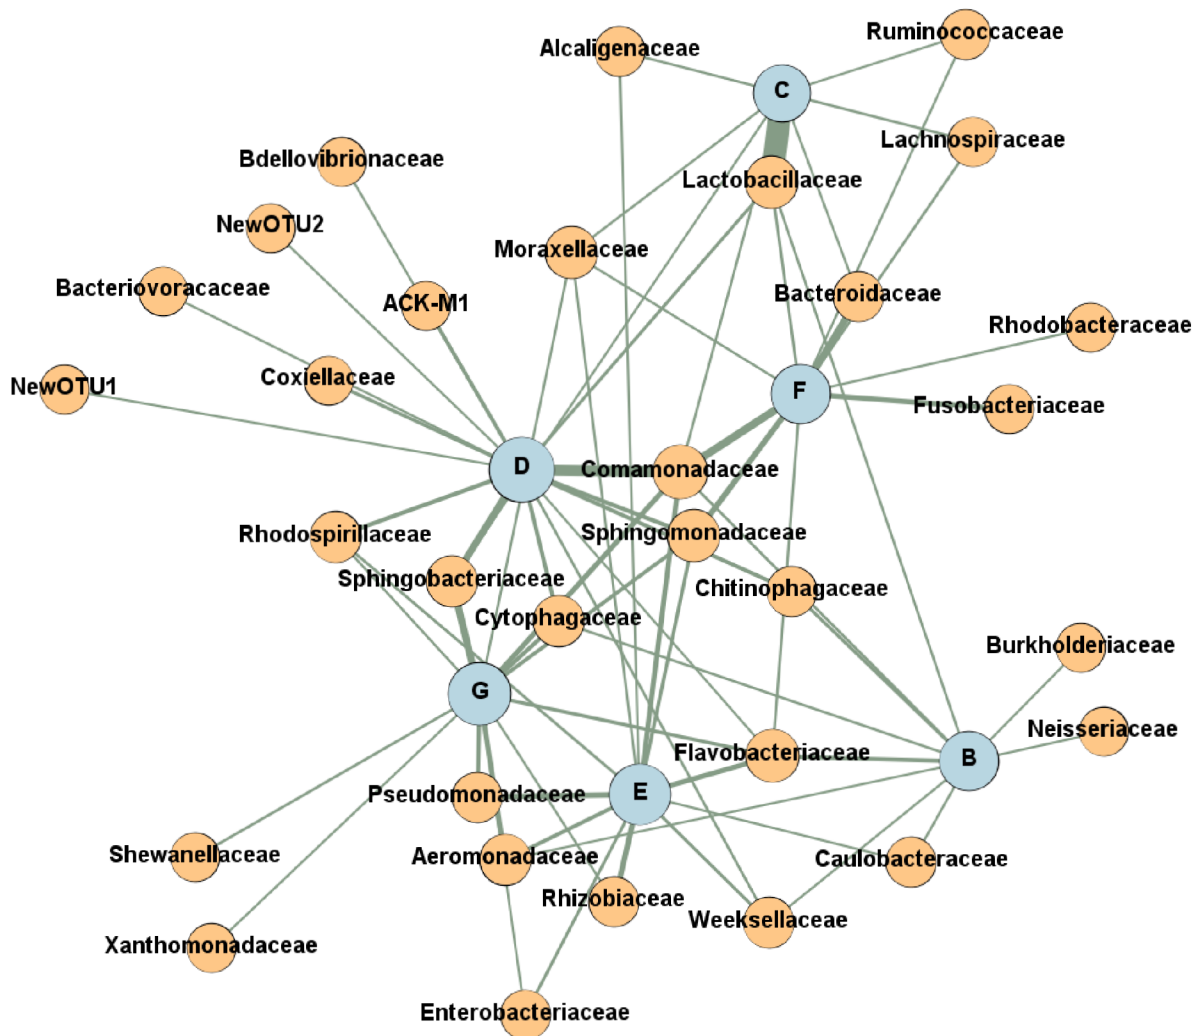 Ruminococcaceae
Alcaligenaceae
C
Lachnospiraceae
Bdellovibrionaceae
Lactobacillaceae
NewOTU2
Moraxellaceae
Bacteriovoracaceae
Bacteroidaceae
ACK-M1
Rhodobacteraceae
Coxiellaceae
NewOTU1
F
Fusobacteriaceae
D
Comamonadaceae
Rhodospirillaceae
Sphingomonadaceae
Sphingobacteriaceae
Chitinophagaceae
Cytophagaceae
Burkholderiaceae
G
Neisseriaceae
Flavobacteriaceae
B
Pseudomonadaceae
E
Shewanellaceae
Aeromonadaceae
Caulobacteraceae
Rhizobiaceae
Weeksellaceae
Xanthomonadaceae
Enterobacteriaceae